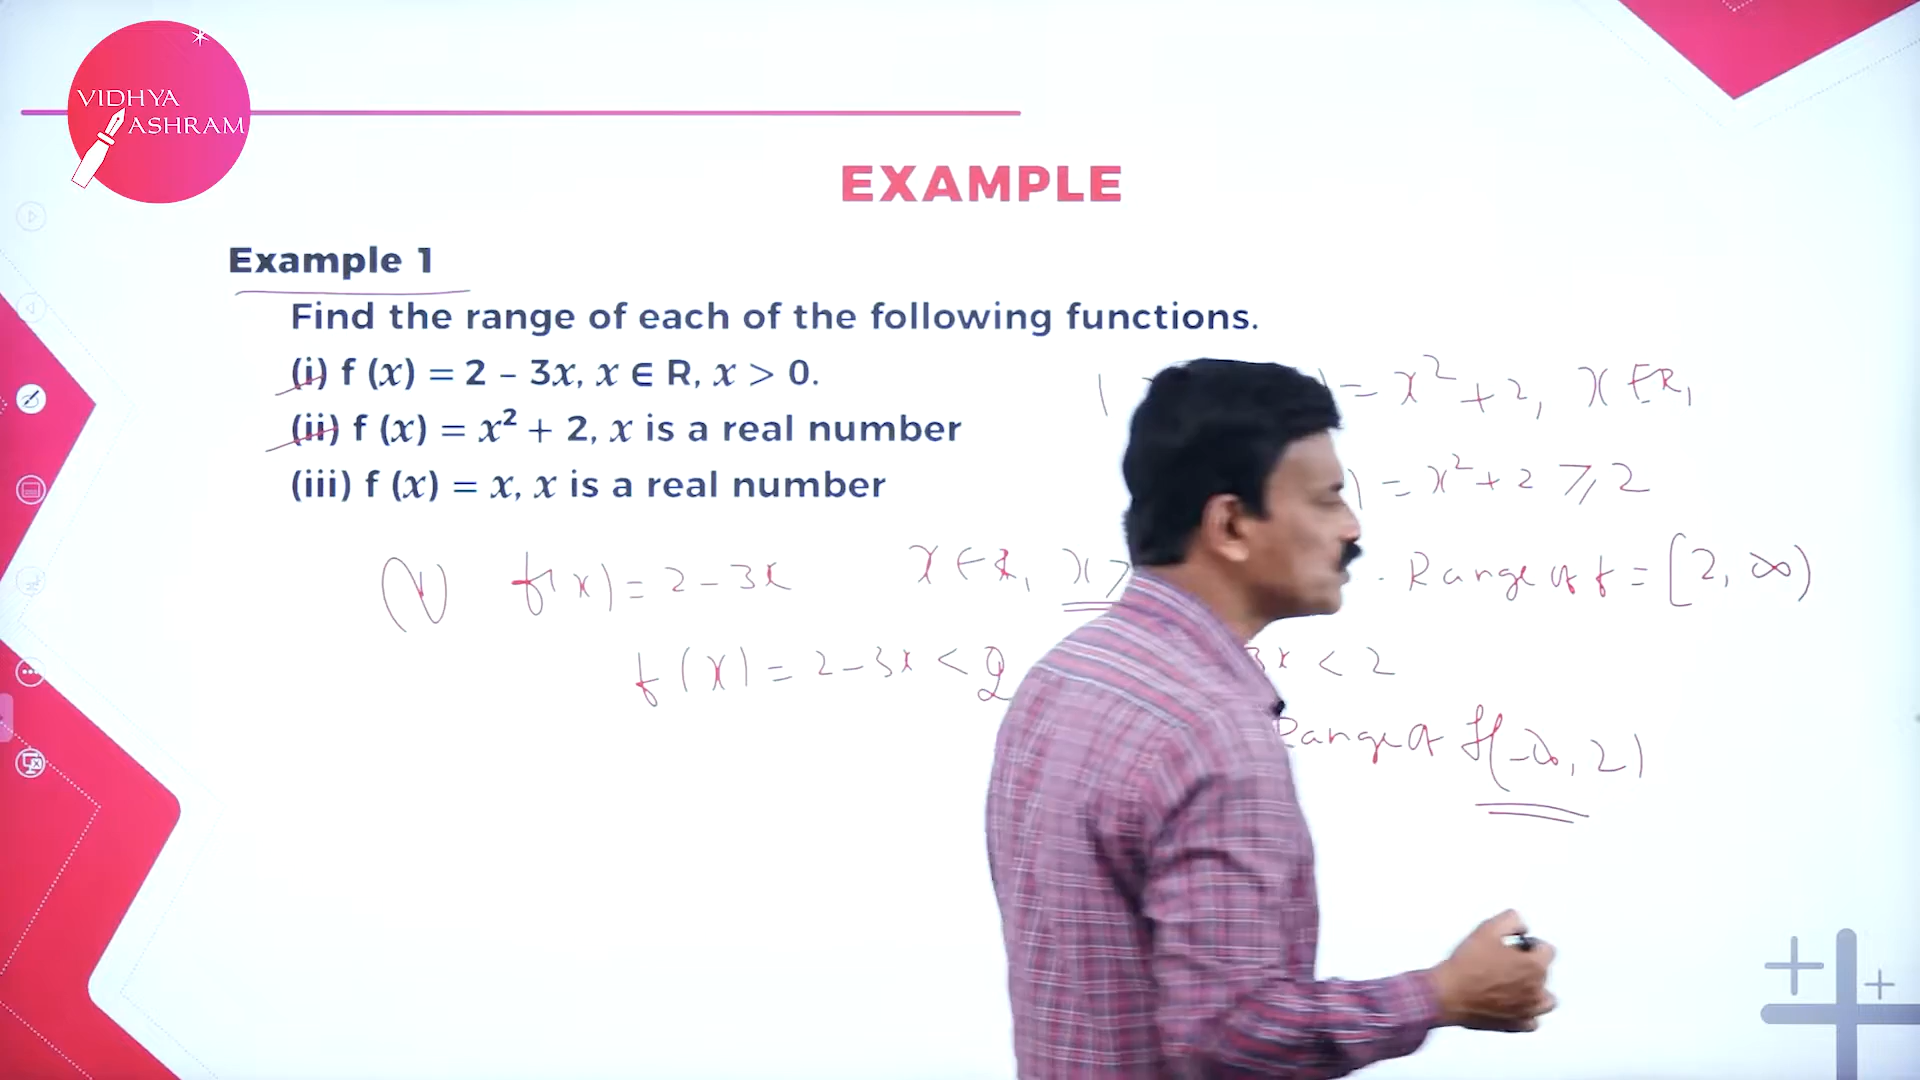 VIDHYA
ASHRAM
EXAMPLE
Example 1
Find the range of each of the following functions.
(i) f (x) = 2 – 3x, x ∈ R, x > 0.
(ii) f (x) = x² + 2, x is a real number
(iii) f (x) = x, x is a real number
) = x² + 2, x ∈ R,
) = x² + 2 ≥ 2
Range of f = [2, ∞)
f(x) = 2 – 3x x ∈ R, x >
f(x) = 2 – 3x < 2
3x < 2
Range of f(-∞, 2)